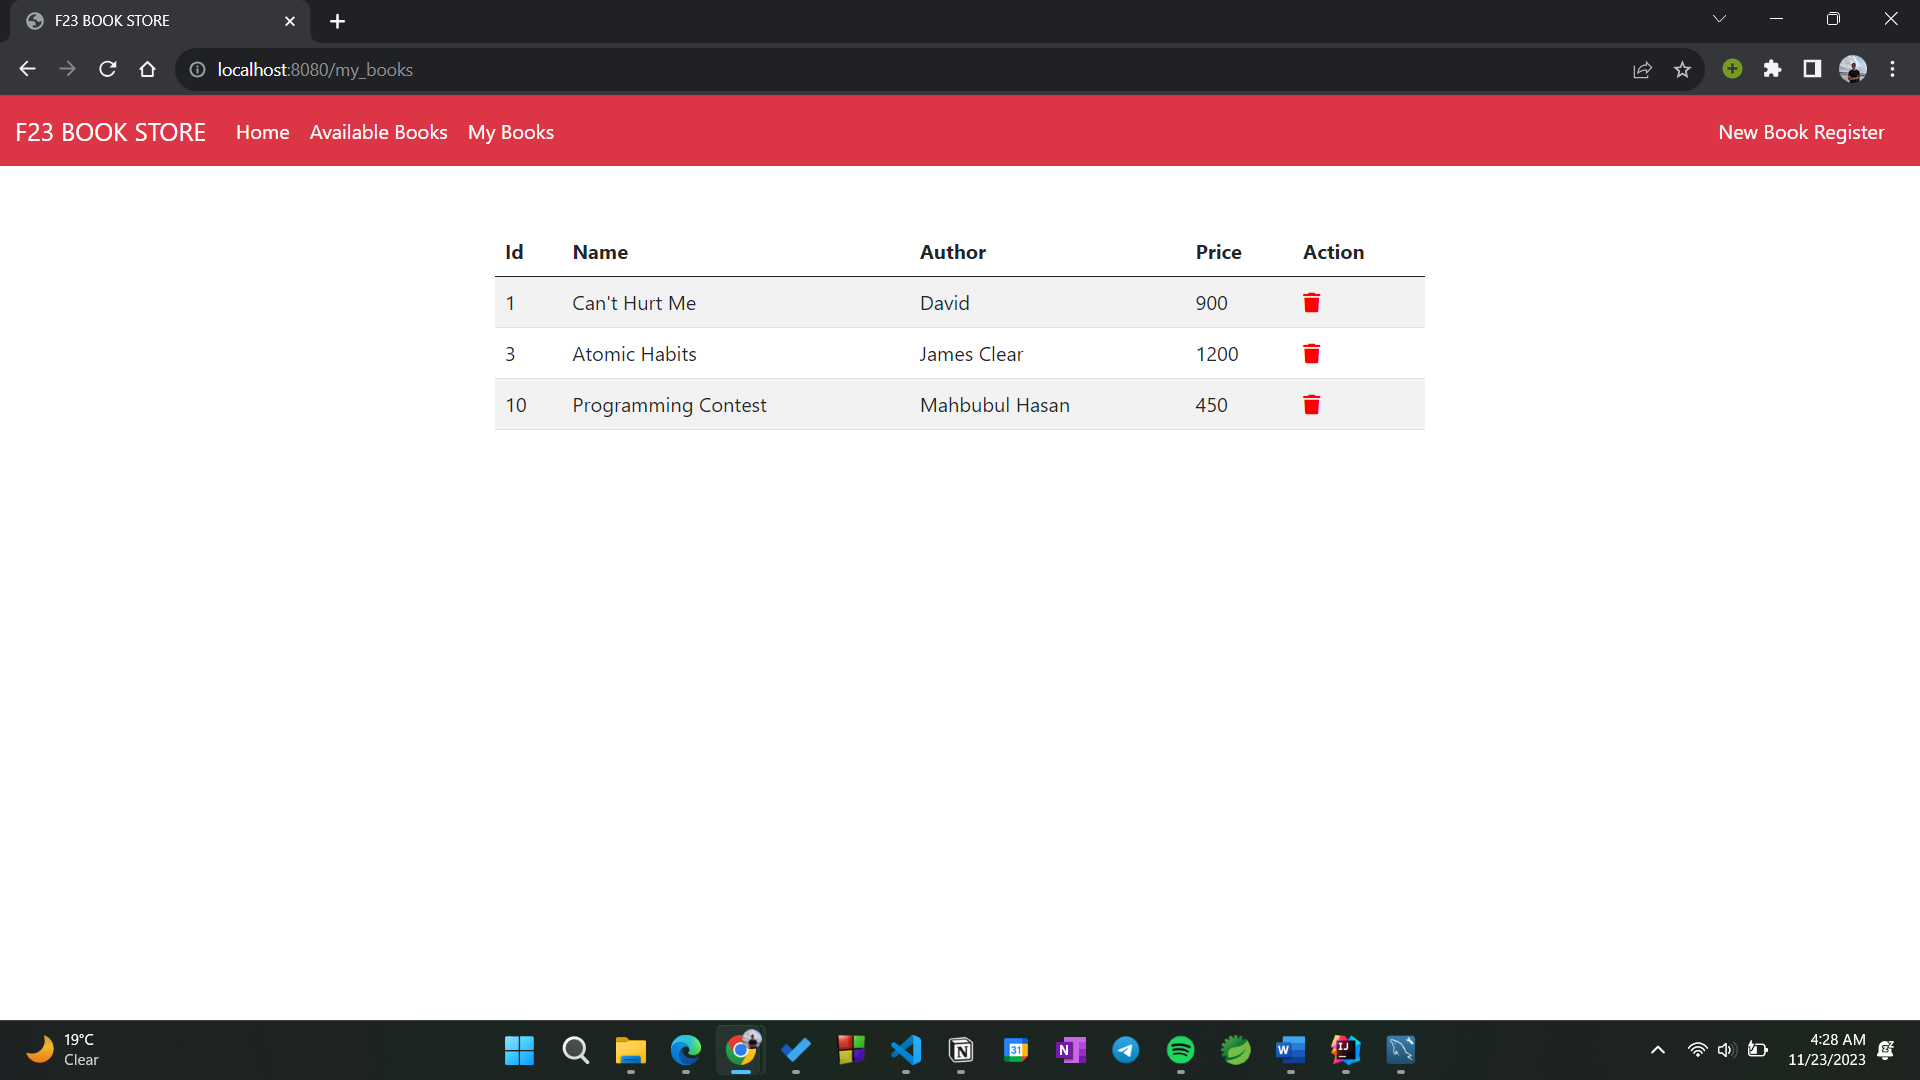 F23 BOOK STORE
localhost:8080/my_books
F23 BOOK STORE Home Available Books My Books New Book Register
Id Name Author Price Action
1 Can't Hurt Me David 900
3 Atomic Habits James Clear 1200
10 Programming Contest Mahbubul Hasan 450
19°C
Clear
31
N
N
W
IJ
4:28 AM
11/23/2023